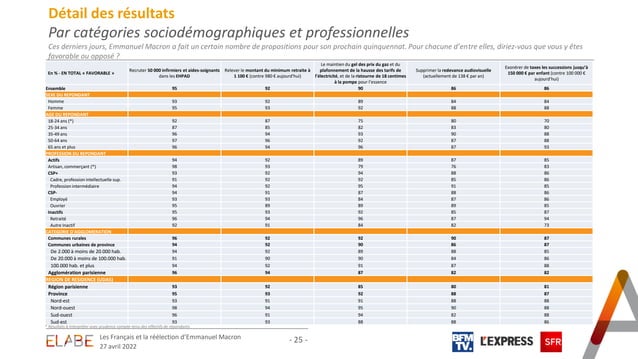 Détail des résultats
Par catégories sociodémographiques et professionnelles
Ces derniers jours, Emmanuel Macron a fait un certain nombre de propositions pour son prochain quinquennat. Pour chacune d'entre elles, diriez-vous que vous y êtes
favorable ou opposé ?
En % - EN TOTAL « FAVORABLE » Recruter 50 000 infirmiers et aides-soignants dans les EHPAD Relever le montant du minimum retraite à 1 100 € (contre 980 € aujourd'hui) Le maintien du gel des prix du gaz et du plafonnement de la hausse des tarifs de l'électricité, et de la ristourne de 18 centimes à la pompe pour l'essence Supprimer la redevance audiovisuelle (actuellement de 138 € par an) Exonérer de taxes les successions jusqu'à 150 000 € par enfant (contre 100 000 € aujourd'hui)
Ensemble 95 92 90 86 86
SEXE DU REPONDANT
Homme 93 92 89 84 84
Femme 95 93 92 88 88
AGE DU REPONDANT
18-24 ans (*) 92 87 75 80 70
25-34 ans 87 85 82 83 80
35-49 ans 96 94 93 90 88
50-64 ans 97 96 92 87 88
65 ans et plus 96 94 96 87 93
PROFESSION DU REPONDANT
Actifs 94 92 89 87 85
Artisan, commerçant (*) 98 93 79 76 83
CSP+ 93 92 94 88 86
Cadre, profession intellectuelle sup. 91 92 92 85 86
Profession intermédiaire 94 92 95 91 85
CSP- 94 91 87 88 86
Employé 93 93 84 87 86
Ouvrier 95 89 89 89 85
Inactifs 95 93 92 85 87
Retraité 96 94 96 87 94
Autre inactif 92 91 84 82 73
CATEGORIE D'AGGLOMERATION
Communes rurales 96 92 92 90 87
Communes urbaines de province 94 92 90 86 87
De 2.000 à moins de 20.000 hab. 94 92 89 88 85
De 20.000 à moins de 100.000 hab. 91 90 90 84 86
100.000 hab. et plus 94 92 91 87 88
Agglomération parisienne 96 94 87 82 82
REGION DE RESIDENCE (UDA5)
Région parisienne 93 92 85 80 81
Province 95 93 92 88 87
Nord-est 93 91 91 88 88
Nord-ouest 98 94 95 90 88
Sud-ouest 96 91 94 82 88
Sud-est 93 93 88 88 86
* Résultats à interpréter avec prudence compte-tenu des effectifs de répondants
ELABE
Les Français et la réélection d'Emmanuel Macron
27 avril 2022
- 25 -
BFM
TV.
L'EXPRESS
SFR